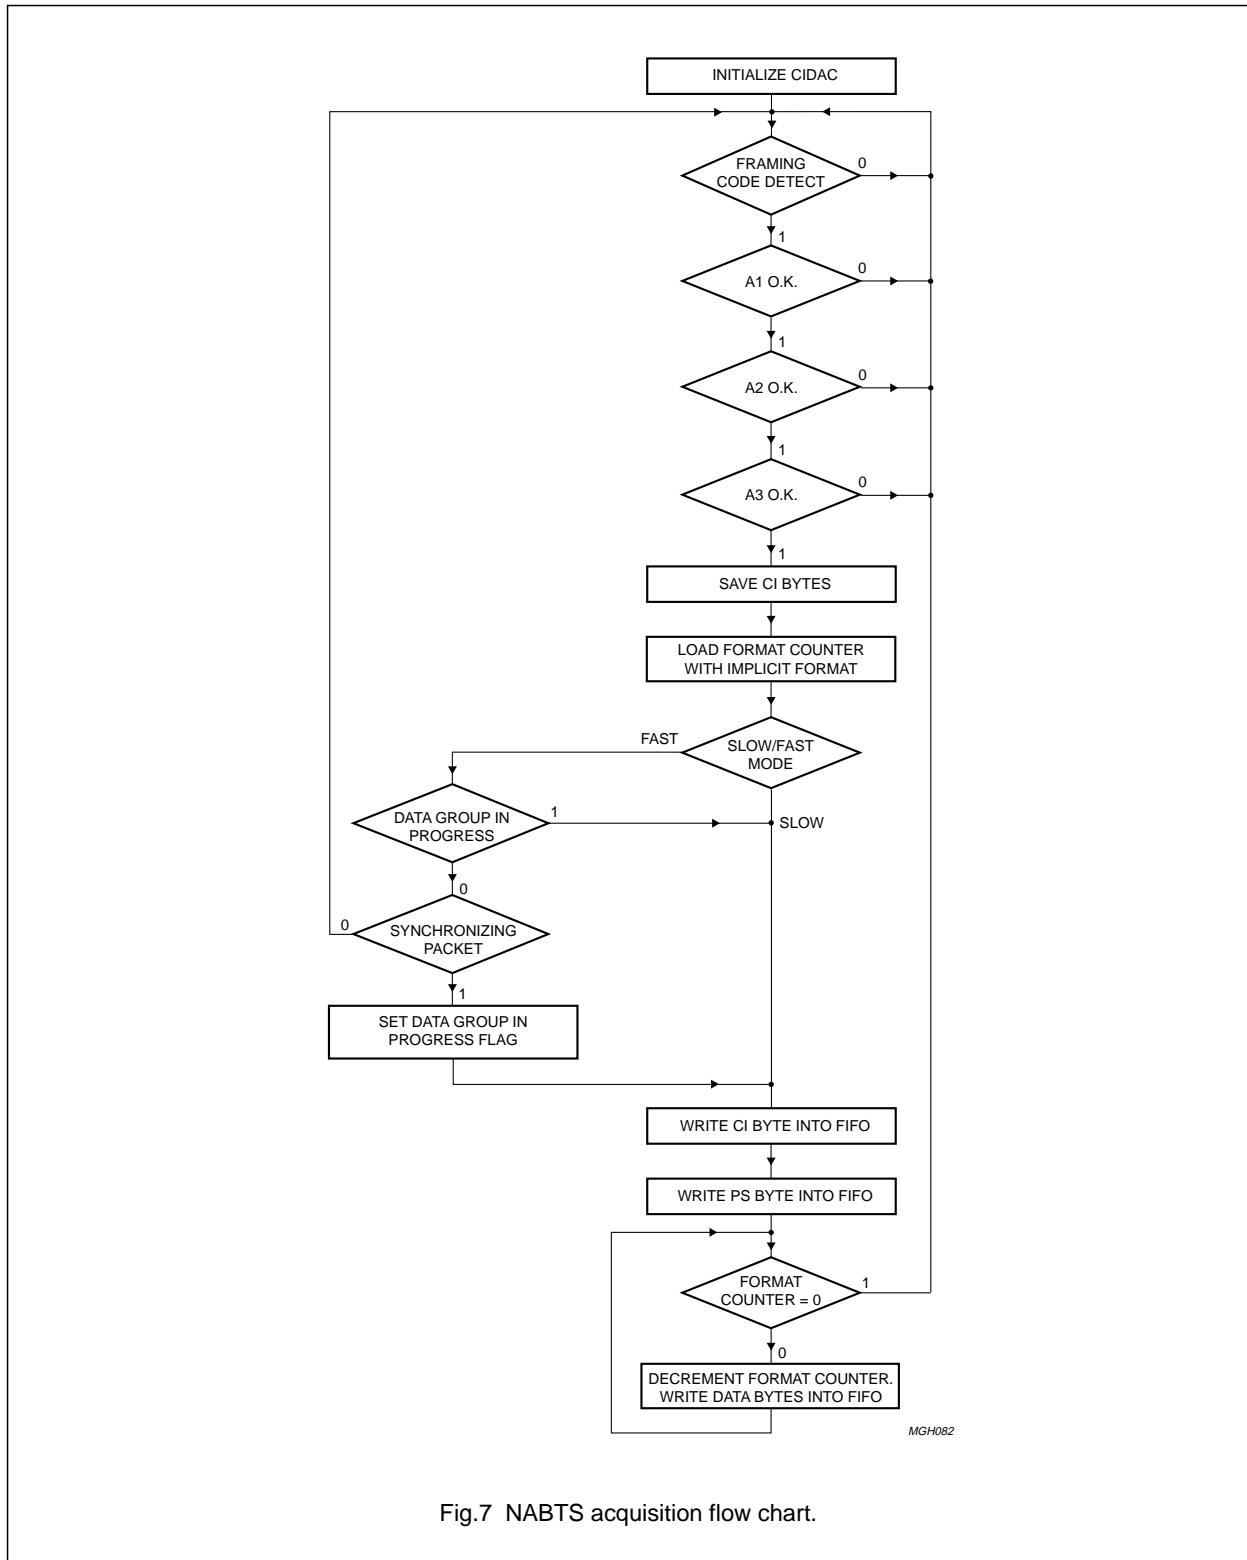 INITIALIZE CIDAC
FRAMING
CODE DETECT
0
1
A1 O.K.
0
1
A2 O.K.
0
1
A3 O.K.
0
1
SAVE CI BYTES
LOAD FORMAT COUNTER
WITH IMPLICIT FORMAT
FAST
SLOW/FAST
MODE
DATA GROUP IN
PROGRESS
1
SLOW
0
0
SYNCHRONIZING
PACKET
1
SET DATA GROUP IN
PROGRESS FLAG
WRITE CI BYTE INTO FIFO
WRITE PS BYTE INTO FIFO
FORMAT
COUNTER = 0
1
0
DECREMENT FORMAT COUNTER.
WRITE DATA BYTES INTO FIFO
MGH082
Fig.7 NABTS acquisition flow chart.